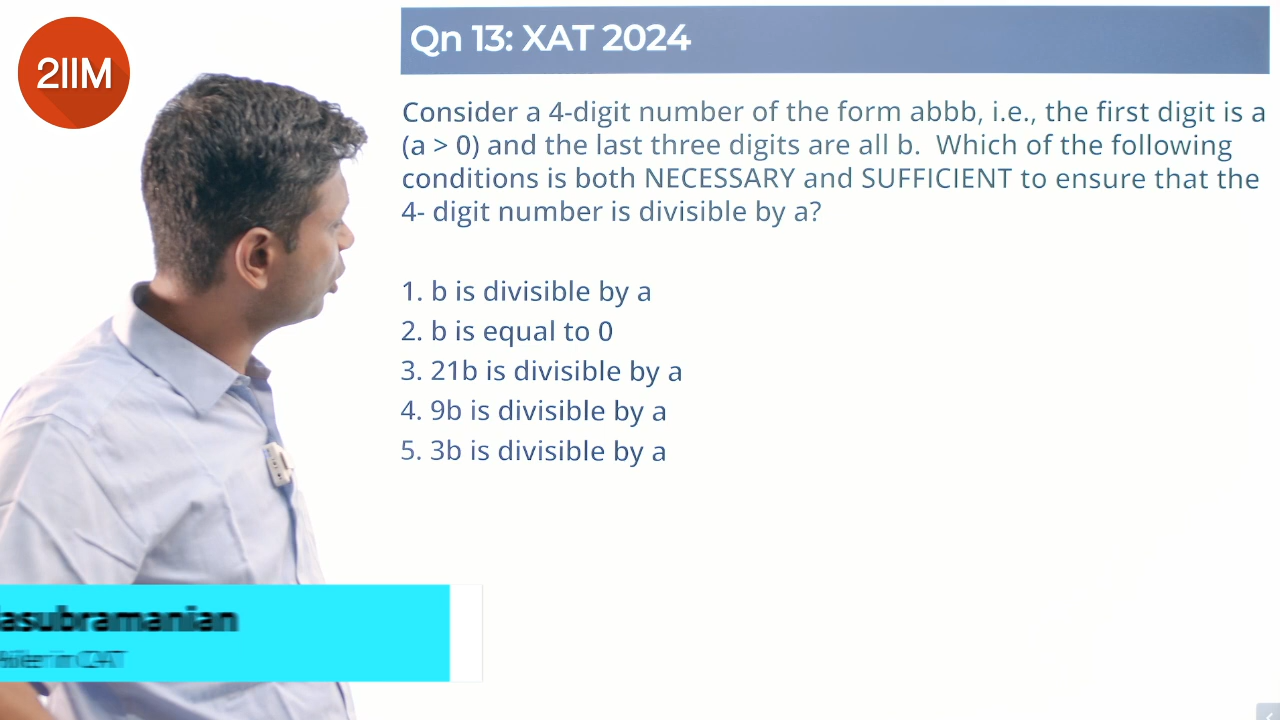 2IIM
Qn 13: XAT 2024
Consider a 4-digit number of the form abbb, i.e., the first digit is a
(a > 0) and the last three digits are all b. Which of the following
conditions is both NECESSARY and SUFFICIENT to ensure that the
4- digit number is divisible by a?
1. b is divisible by a
2. b is equal to 0
3. 21b is divisible by a
4. 9b is divisible by a
5. 3b is divisible by a
asubramanian